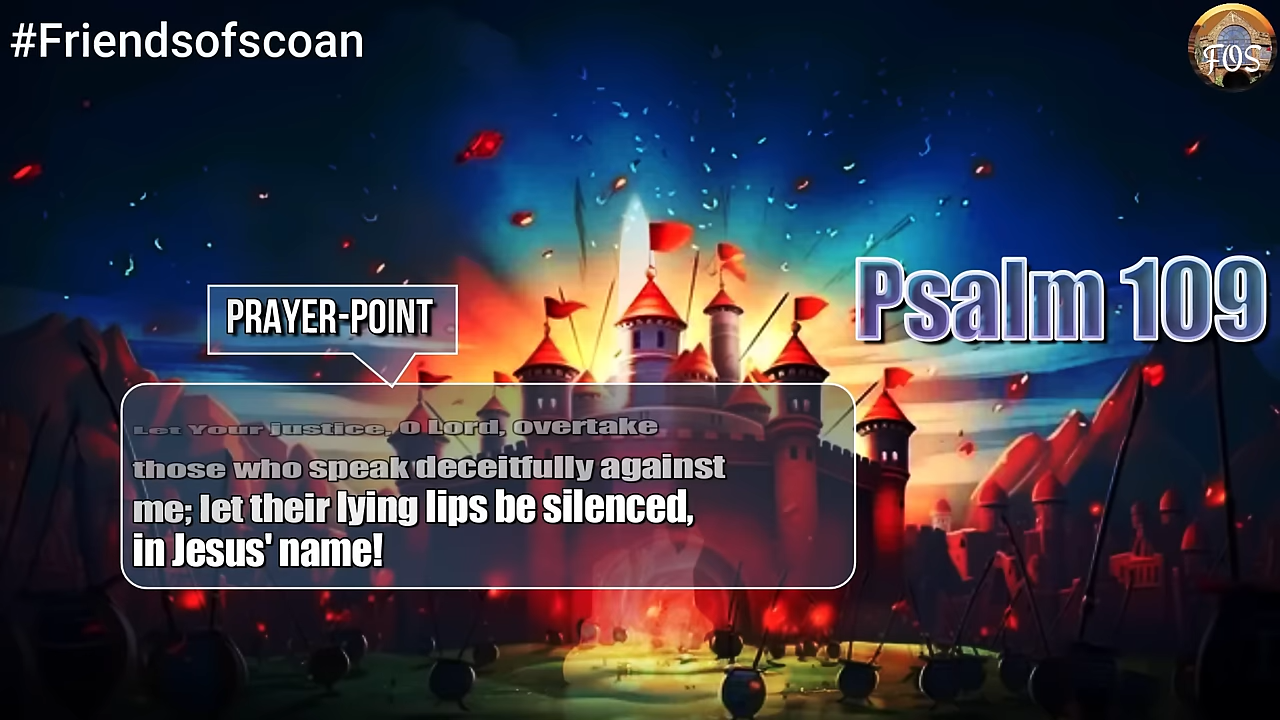 #Friendsofscoan
FOS
Psalm 109
PRAYER-POINT
Let Your justice, O Lord, overtake
those who speak deceitfully against
me; let their lying lips be silenced,
in Jesus' name!